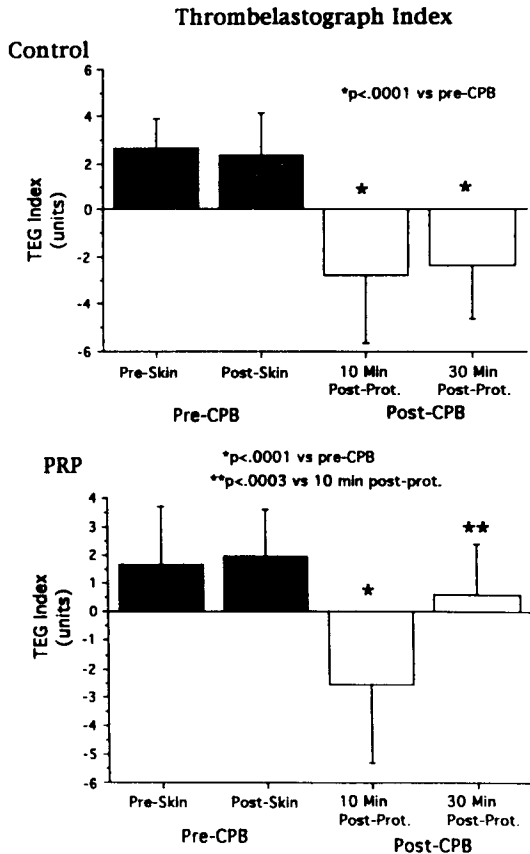 Thrombelastograph Index
Control
*p<.0001 vs pre-CPB
TEG Index
(units)
6
4
2
0
-2
-4
-6
* *
Pre-Skin Post-Skin 10 Min Post-Prot. 30 Min Post-Prot.
Pre-CPB Post-CPB
PRP
*p<.0001 vs pre-CPB
**p<.0003 vs 10 min post-prot.
TEG Index
(units)
4
3
2
1
0
-1
-2
-3
-4
-5
-6
* **
Pre-Skin Post-Skin 10 Min Post-Prot. 30 Min Post-Prot.
Pre-CPB Post-CPB